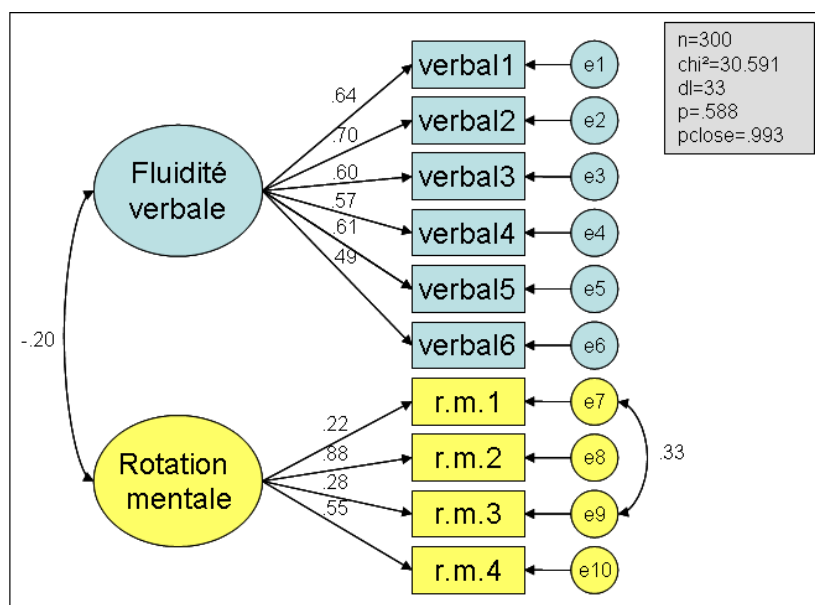 n=300
chi²=30.591
dl=33
p=.588
pclose=.993
verbal1
e1
.64
verbal2
e2
.70
verbal3
e3
.60
Fluidité
verbale
verbal4
e4
.57
verbal5
e5
.61
verbal6
e6
.49
-.20
r.m.1
e7
.22
r.m.2
e8
.88
.33
Rotation
mentale
r.m.3
e9
.28
r.m.4
e10
.55